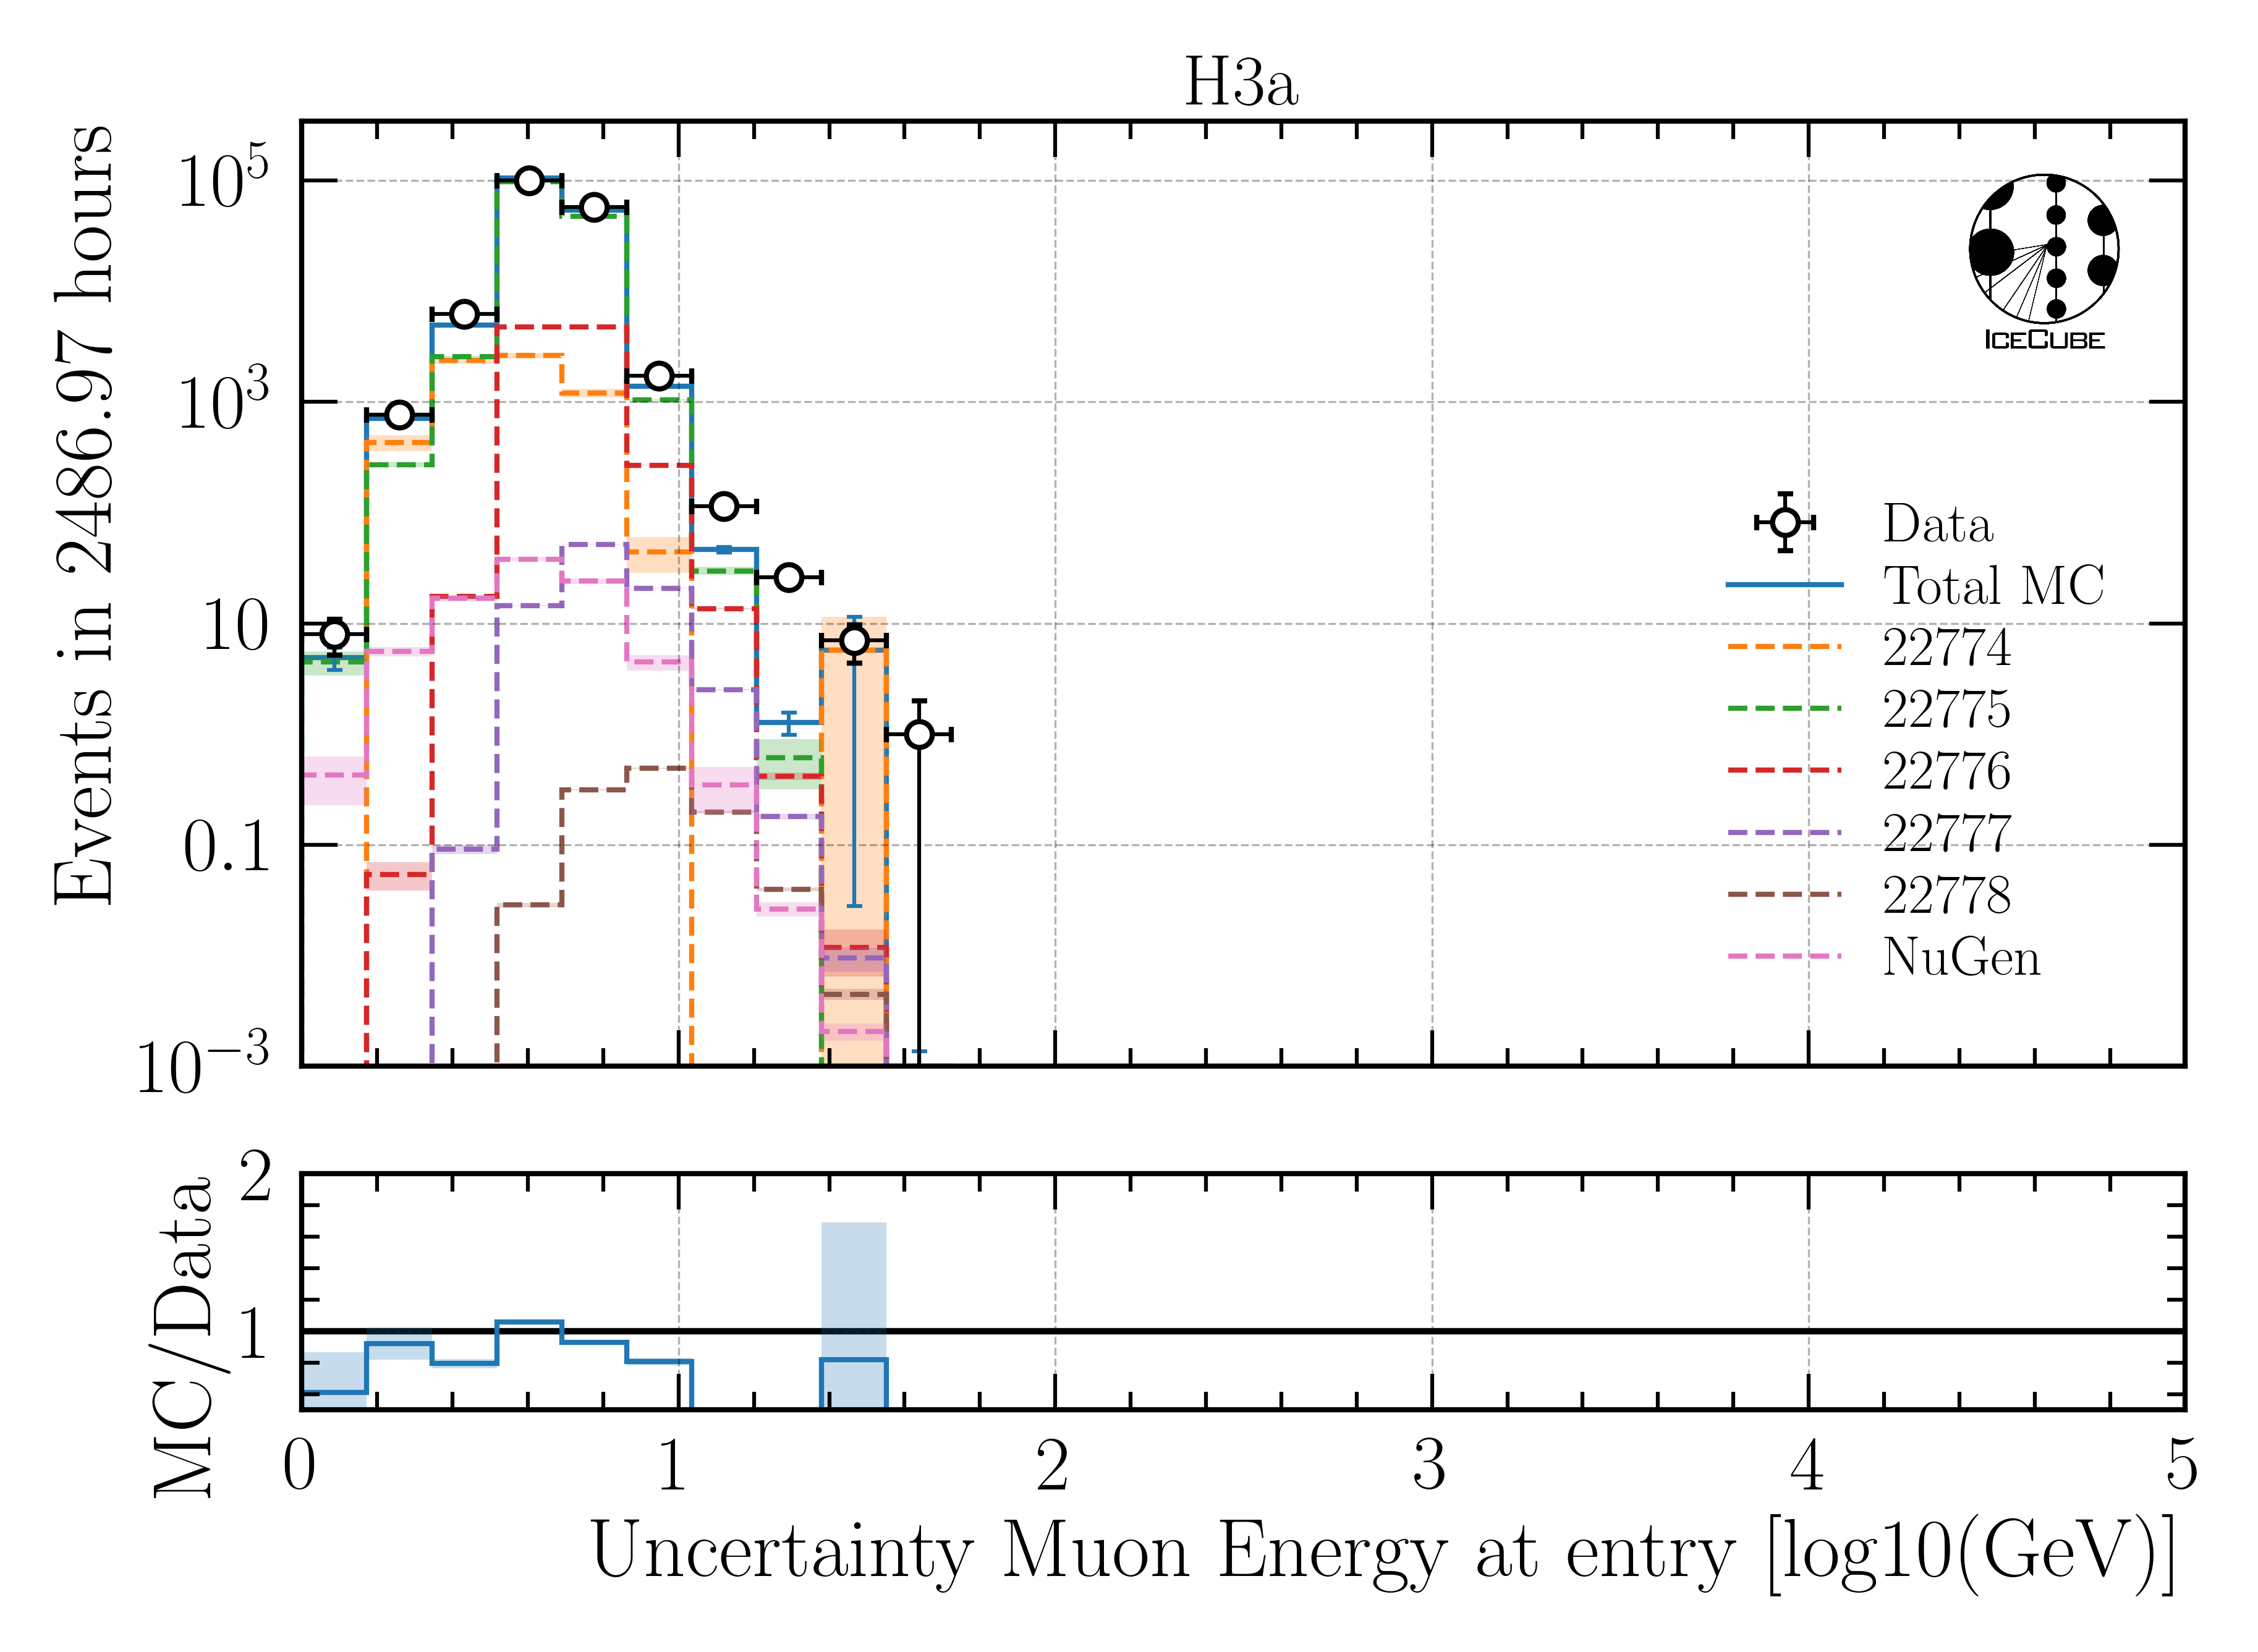 H3a
Events in 2486.97 hours
10^5
10^3
10
0.1
10^−3
ICECUBE
Data
Total MC
22774
22775
22776
22777
22778
NuGen
MC/Data
2
1
0 1 2 3 4 5
Uncertainty Muon Energy at entry [log10(GeV)]